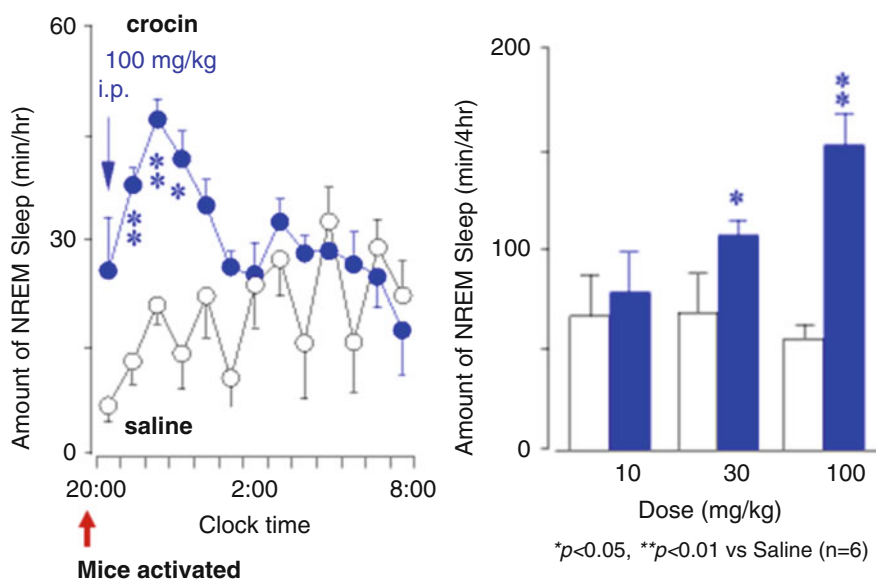 Amount of NREM Sleep (min/hr)
60
30
0
crocin
100 mg/kg
i.p.
**
**
*
saline
20:00
2:00
8:00
Clock time
Mice activated
Amount of NREM Sleep (min/4hr)
200
100
0
*
**
10
30
100
Dose (mg/kg)
*p<0.05, **p<0.01 vs Saline (n=6)